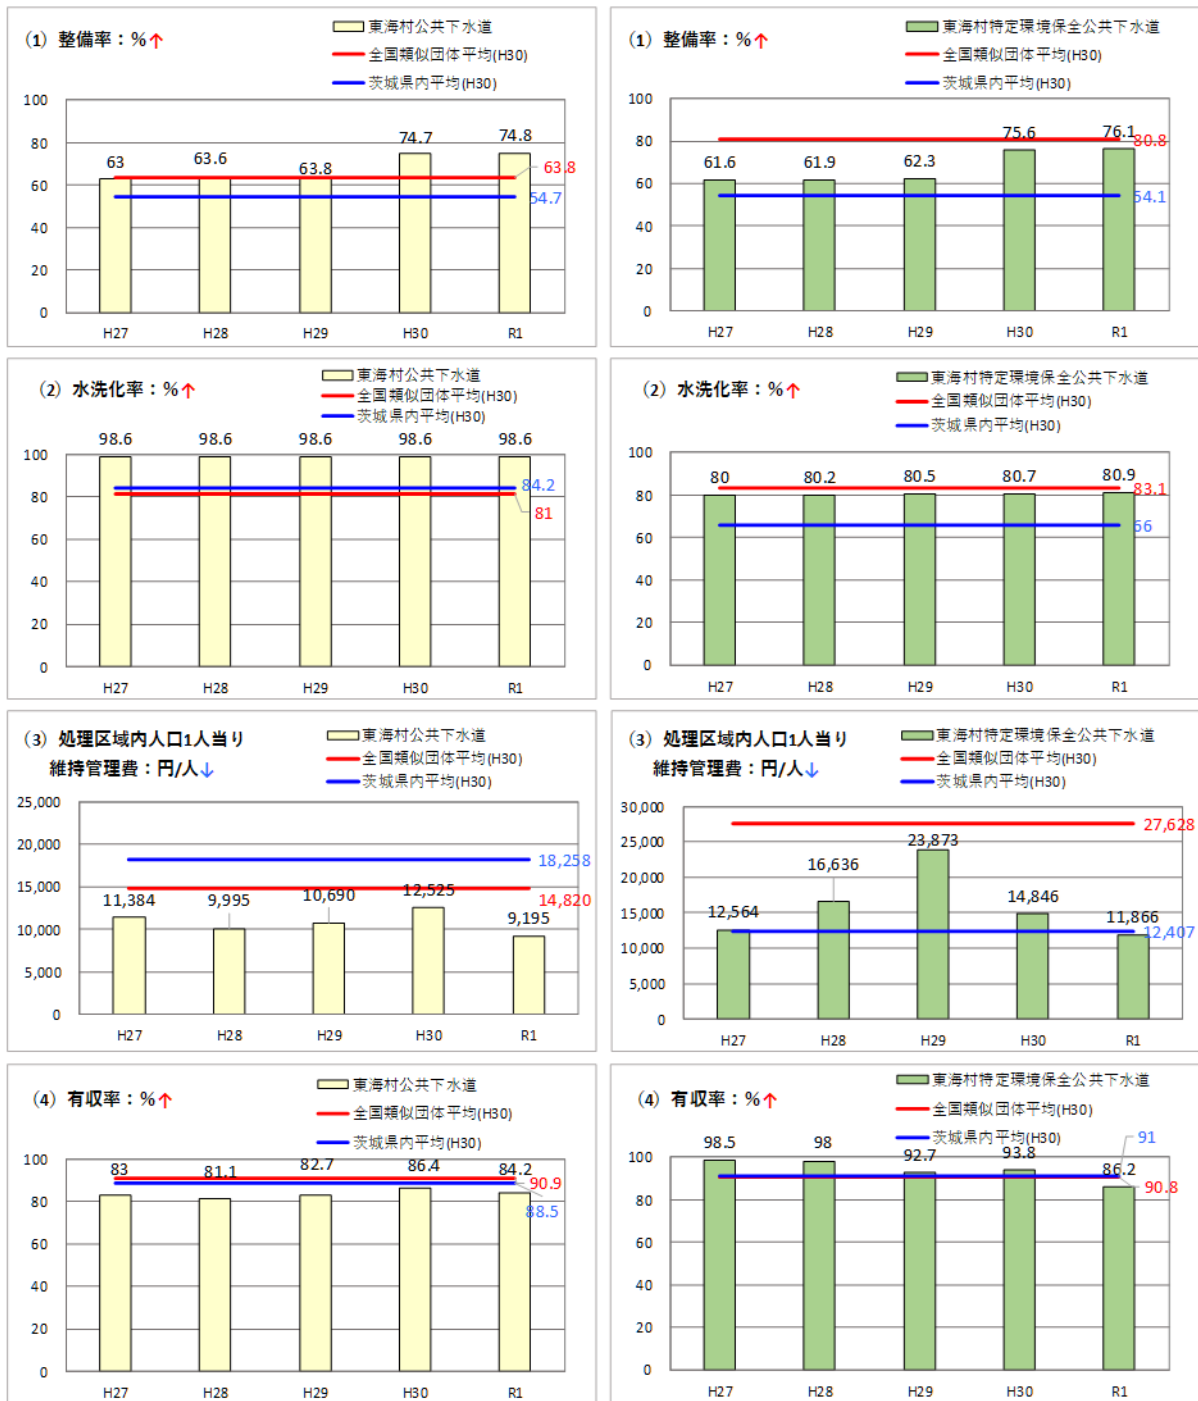 (1) 整備率：%↑
東海村公共下水道
全国類似団体平均(H30)
茨城県内平均(H30)
100
80
60
40
20
0
63
63.6
63.8
74.7
74.8
63.8
54.7
H27
H28
H29
H30
R1
(1) 整備率：%↑
東海村特定環境保全公共下水道
全国類似団体平均(H30)
茨城県内平均(H30)
100
80
60
40
20
0
61.6
61.9
62.3
75.6
76.1
80.8
54.1
H27
H28
H29
H30
R1
(2) 水洗化率：%↑
東海村公共下水道
全国類似団体平均(H30)
茨城県内平均(H30)
100
80
60
40
20
0
98.6
98.6
98.6
98.6
98.6
84.2
81
H27
H28
H29
H30
R1
(2) 水洗化率：%↑
東海村特定環境保全公共下水道
全国類似団体平均(H30)
茨城県内平均(H30)
100
80
60
40
20
0
80
80.2
80.5
80.7
80.9
83.1
66
H27
H28
H29
H30
R1
(3) 処理区域内人口1人当り
維持管理費：円/人↓
東海村公共下水道
全国類似団体平均(H30)
茨城県内平均(H30)
25,000
20,000
15,000
10,000
5,000
0
11,384
9,995
10,690
12,525
9,195
18,258
14,820
H27
H28
H29
H30
R1
(3) 処理区域内人口1人当り
維持管理費：円/人↓
東海村特定環境保全公共下水道
全国類似団体平均(H30)
茨城県内平均(H30)
30,000
25,000
20,000
15,000
10,000
5,000
0
12,564
16,636
23,873
14,846
11,866
27,628
12,407
H27
H28
H29
H30
R1
(4) 有収率：%↑
東海村公共下水道
全国類似団体平均(H30)
茨城県内平均(H30)
100
80
60
40
20
0
83
81.1
82.7
86.4
84.2
90.9
88.5
H27
H28
H29
H30
R1
(4) 有収率：%↑
東海村特定環境保全公共下水道
全国類似団体平均(H30)
茨城県内平均(H30)
100
80
60
40
20
0
98.5
98
92.7
93.8
86.2
91
90.8
H27
H28
H29
H30
R1